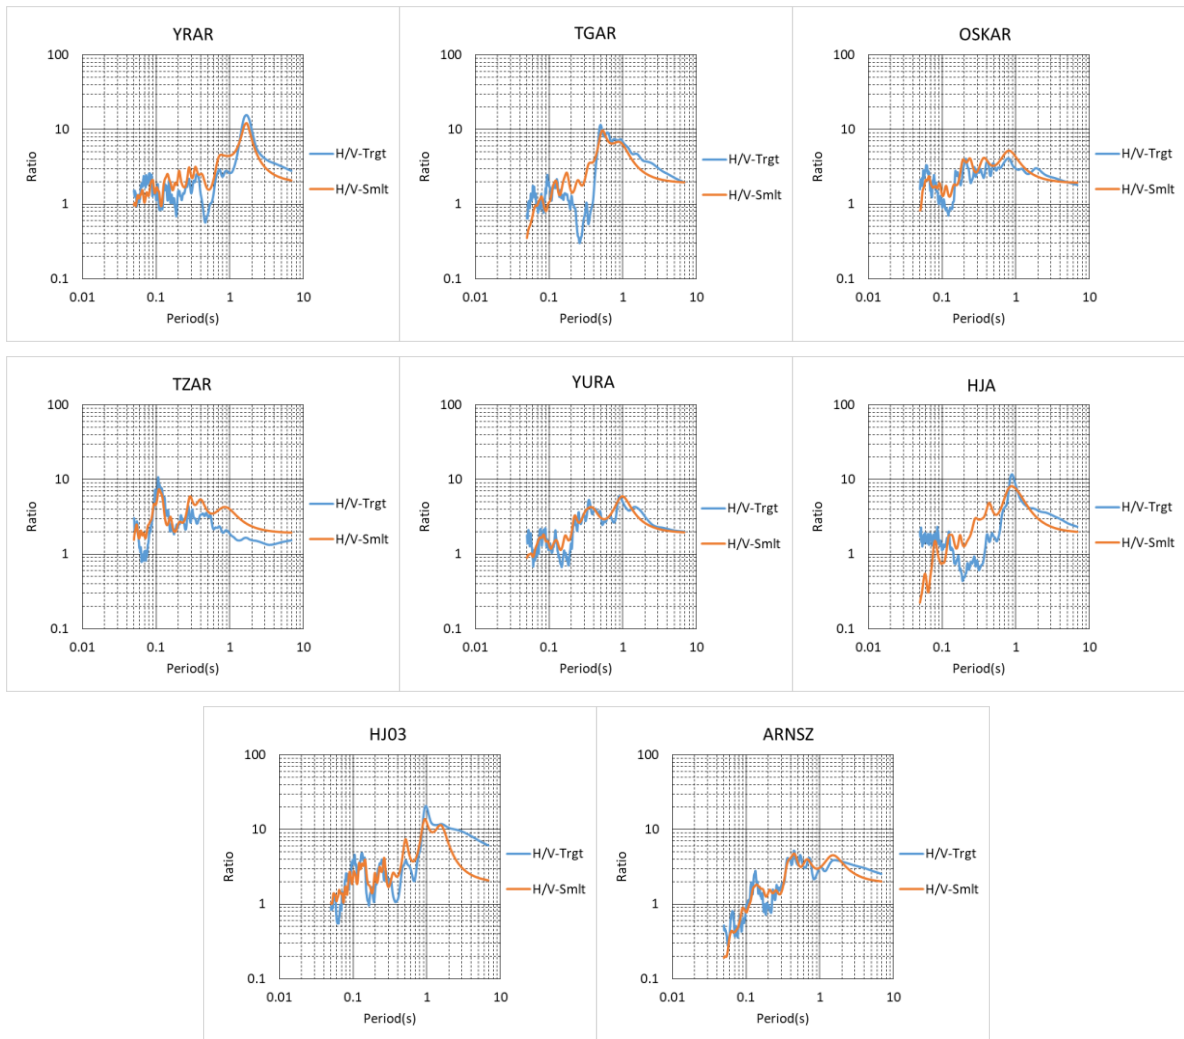 YRAR
100
10
1
0.1
Ratio
0.01
0.1
1
10
Period(s)
H/V-Trgt
H/V-Smlt
TGAR
100
10
1
0.1
Ratio
0.01
0.1
1
10
Period(s)
H/V-Trgt
H/V-Smlt
OSKAR
100
10
1
0.1
Ratio
0.01
0.1
1
10
Period(s)
H/V-Trgt
H/V-Smlt
TZAR
100
10
1
0.1
Ratio
0.01
0.1
1
10
Period(s)
H/V-Trgt
H/V-Smlt
YURA
100
10
1
0.1
Ratio
0.01
0.1
1
10
Period(s)
H/V-Trgt
H/V-Smlt
HJA
100
10
1
0.1
Ratio
0.01
0.1
1
10
Period(s)
H/V-Trgt
H/V-Smlt
HJ03
100
10
1
0.1
Ratio
0.01
0.1
1
10
Period(s)
H/V-Trgt
H/V-Smlt
ARNSZ
100
10
1
0.1
Ratio
0.01
0.1
1
10
Period(s)
H/V-Trgt
H/V-Smlt